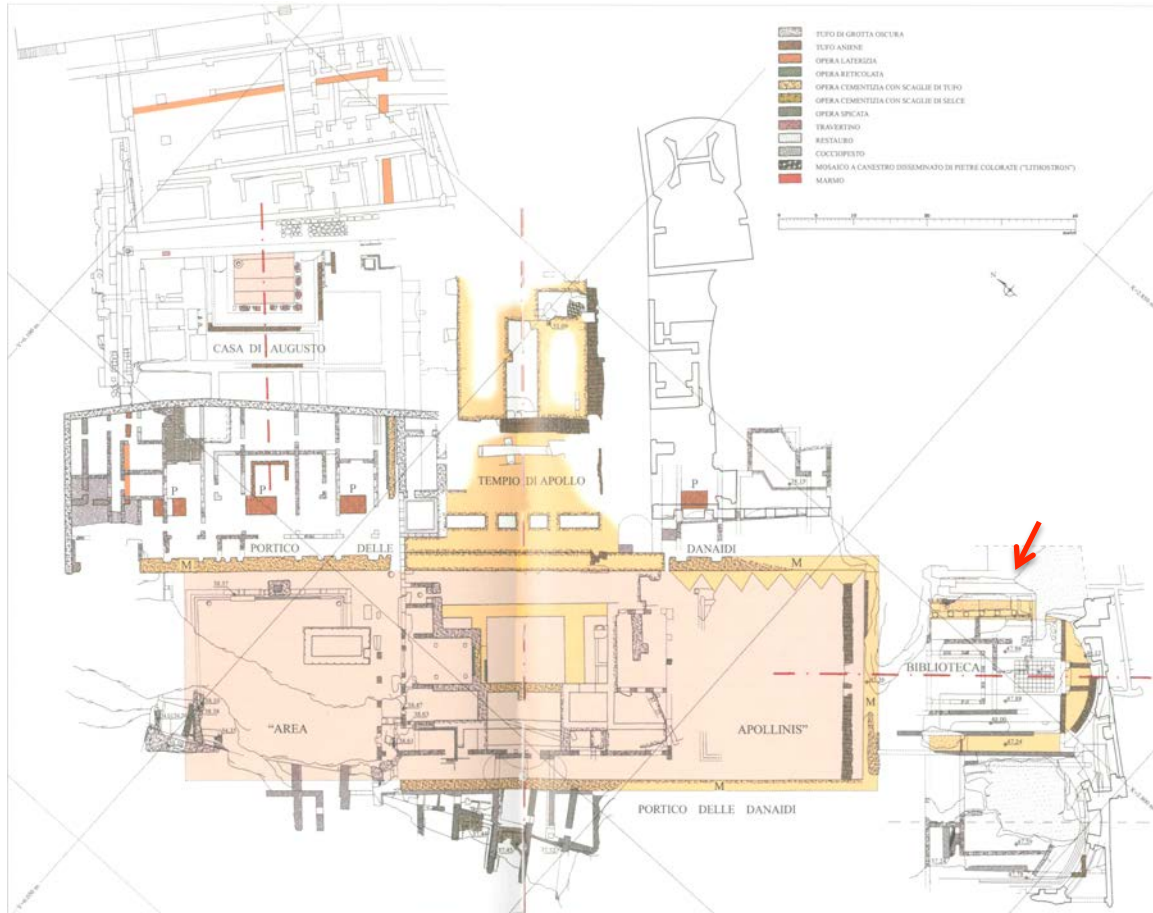 TUFO DI GROTTA OSCURA
TUFO ANIENE
OPERA LATERIZIA
OPERA RETICOLATA
OPERA CEMENTIZIA CON SCAGLIE DI TUFO
OPERA CEMENTIZIA CON SCAGLIE DI SELCE
OPERA SPICATA
TRAVERTINO
RESTAURO
COCCIOPESTO
MOSAICO A CANESTRO DISSEMINATO DI PIETRE COLORATE ("LITHOSTRON")
MARMO
N
CASA DI AUGUSTO
TEMPIO DI APOLLO
P
P
P
P
PORTICO DELLE DANAIDI
M
M
38.37
BIBLIOTECA
M
"AREA APOLLINIS"
M
PORTICO DELLE DANAIDI